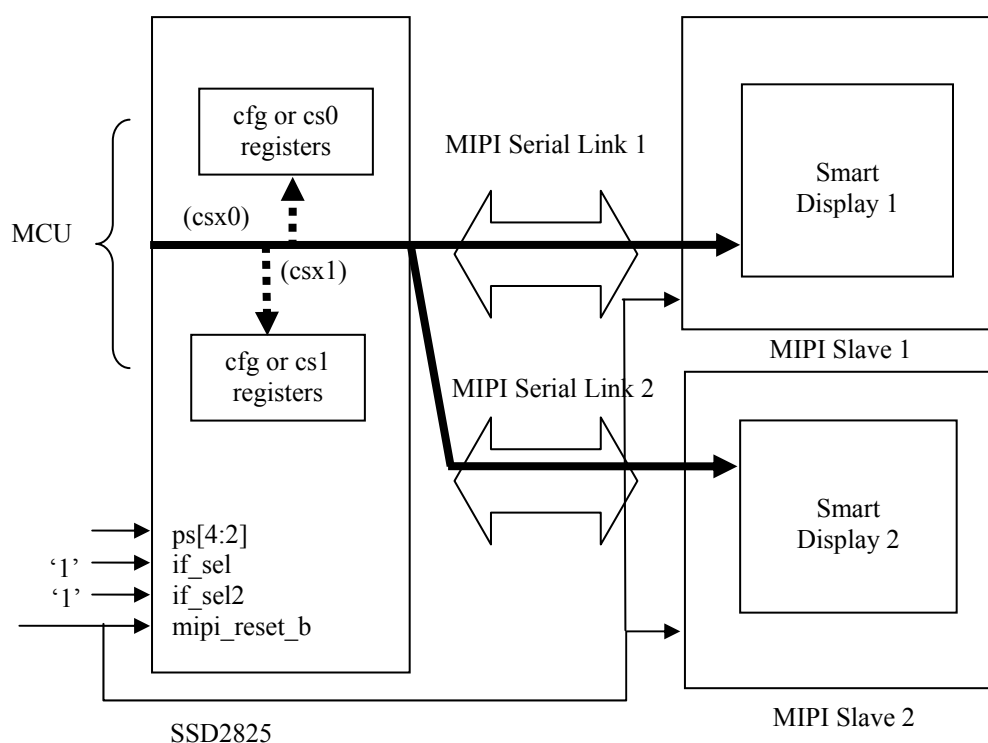 cfg or cs0
registers
MCU
(csx0)
(csx1)
cfg or cs1
registers
ps[4:2]
‘1’ if_sel
‘1’ if_sel2
mipi_reset_b
SSD2825
MIPI Serial Link 1
MIPI Serial Link 2
Smart
Display 1
MIPI Slave 1
Smart
Display 2
MIPI Slave 2